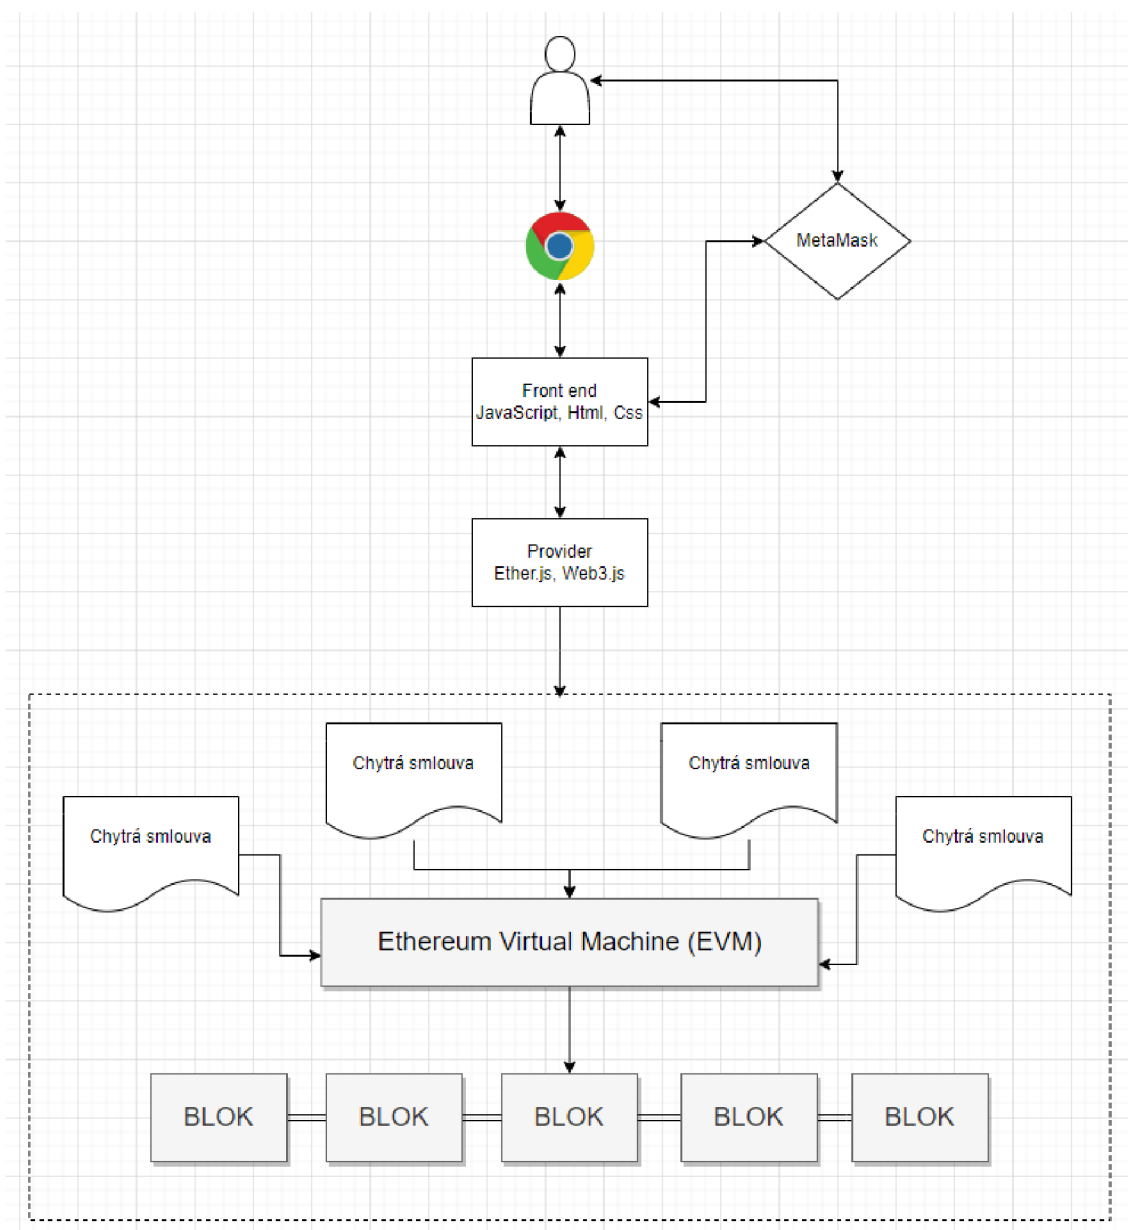 MetaMask
Front end
JavaScript, Html, Css
Provider
Ether.js, Web3.js
Chytrá smlouva
Chytrá smlouva
Chytrá smlouva
Chytrá smlouva
Ethereum Virtual Machine (EVM)
BLOK
BLOK
BLOK
BLOK
BLOK